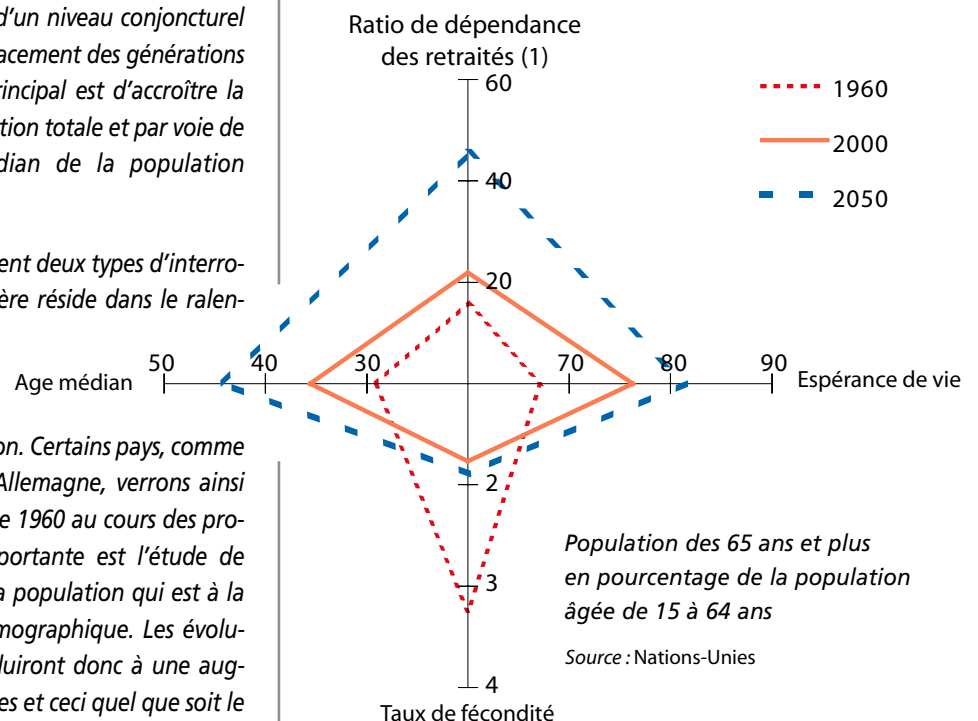 d'un niveau conjoncturel
acement des générations
rincipal est d'accroître la
tion totale et par voie de
dian de la population
ent deux types d'interro-
ère réside dans le ralen-
on. Certains pays, comme
Allemagne, verrons ainsi
e 1960 au cours des pro-
portante est l'étude de
a population qui est à la
mographique. Les évolu-
duiront donc à une aug-
es et ceci quel que soit le
Ratio de dépendance
des retraités (1)
60
40
20
1960
2000
2050
50 40 30 70 80 90
Age médian
Espérance de vie
2
3
4
Taux de fécondité
Population des 65 ans et plus
en pourcentage de la population
âgée de 15 à 64 ans
Source : Nations-Unies